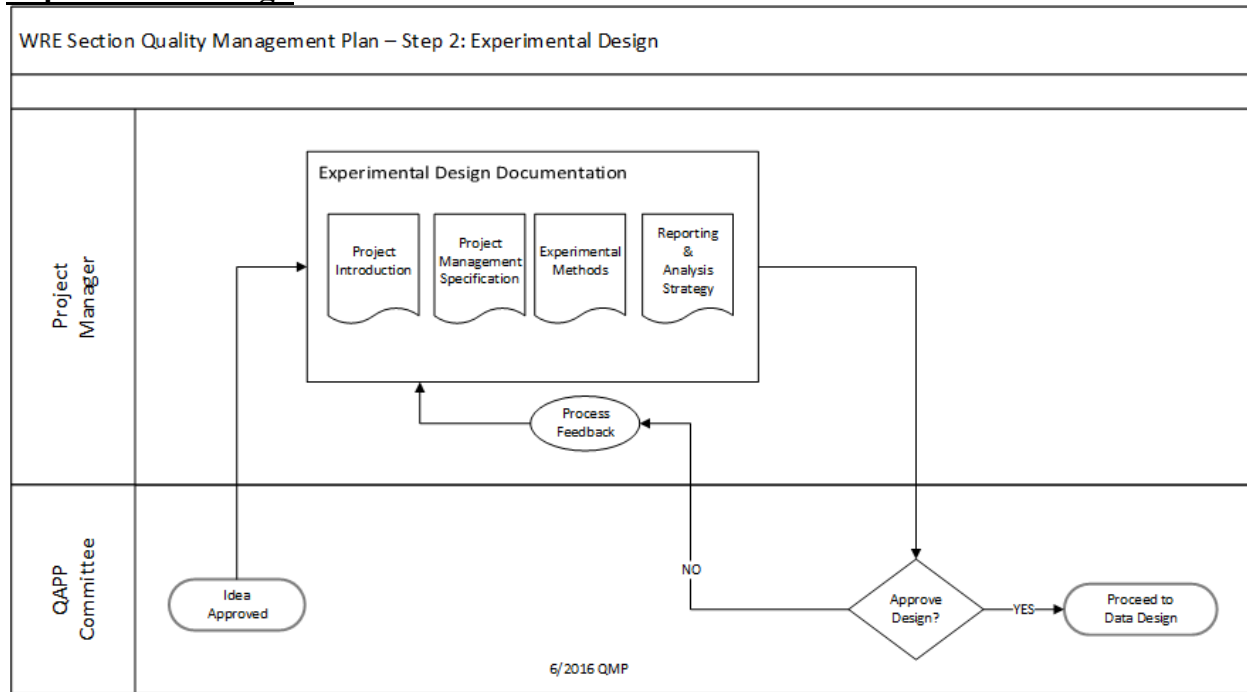 WRE Section Quality Management Plan – Step 2: Experimental Design
Project
Manager
Experimental Design Documentation
Project
Introduction
Project
Management
Specification
Experimental
Methods
Reporting
&
Analysis
Strategy
Process
Feedback
QAPP
Committee
Idea
Approved
NO
Approve
Design?
YES
Proceed to
Data Design
6/2016 QMP